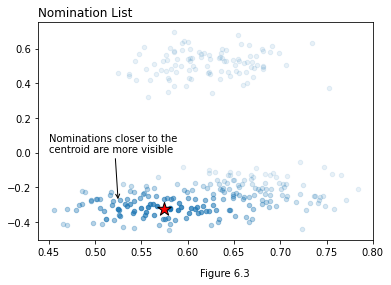 Nomination List
0.6
0.4
0.2
0.0
−0.2
−0.4
Nominations closer to the
centroid are more visible
0.45 0.50 0.55 0.60 0.65 0.70 0.75 0.80
Figure 6.3